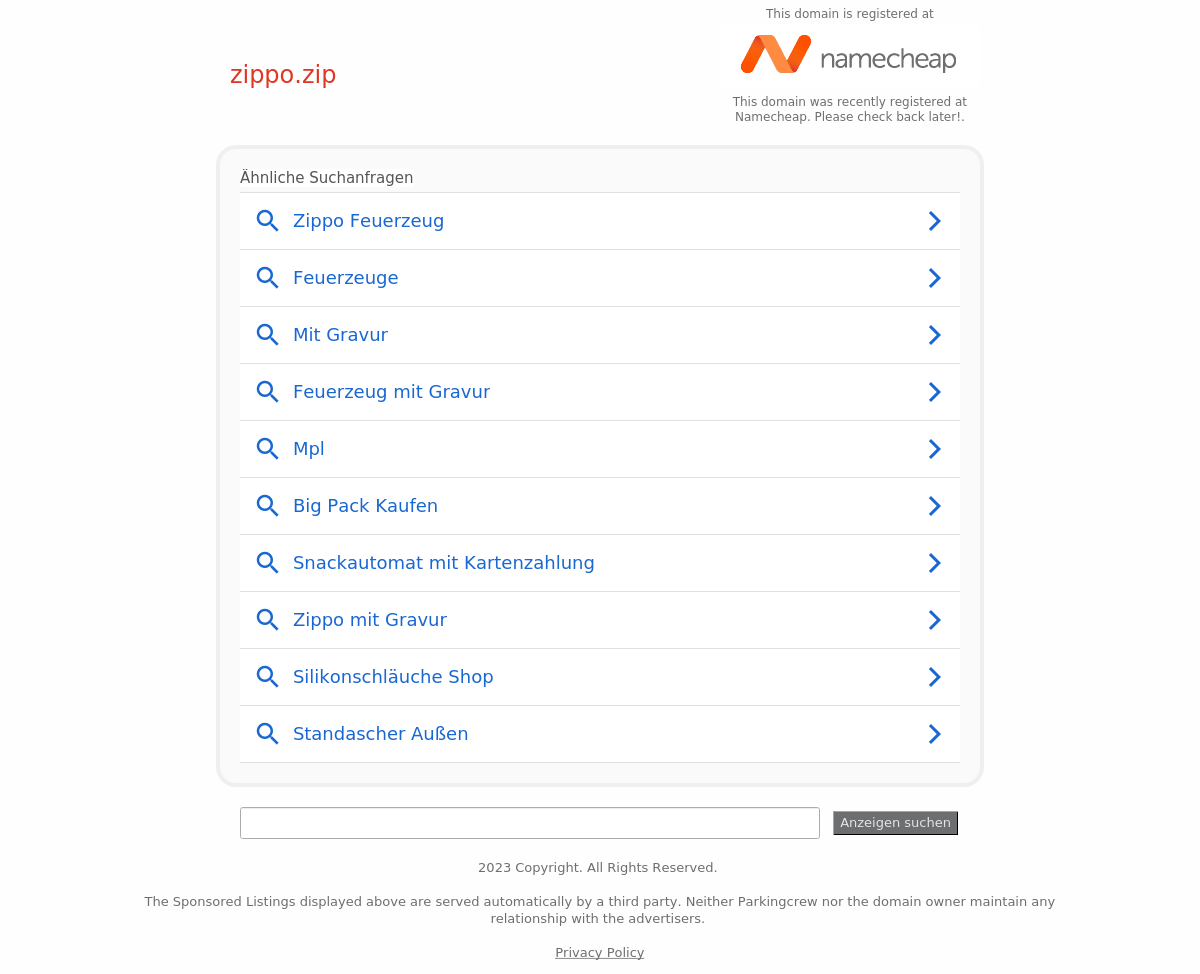 This domain is registered at
namecheap
zippo.zip
This domain was recently registered at
Namecheap. Please check back later!.
Ähnliche Suchanfragen
Zippo Feuerzeug
Feuerzeuge
Mit Gravur
Feuerzeug mit Gravur
Mpl
Big Pack Kaufen
Snackautomat mit Kartenzahlung
Zippo mit Gravur
Silikonschläuche Shop
Standascher Außen
Anzeigen suchen
2023 Copyright. All Rights Reserved.
The Sponsored Listings displayed above are served automatically by a third party. Neither Parkingcrew nor the domain owner maintain any
relationship with the advertisers.
Privacy Policy